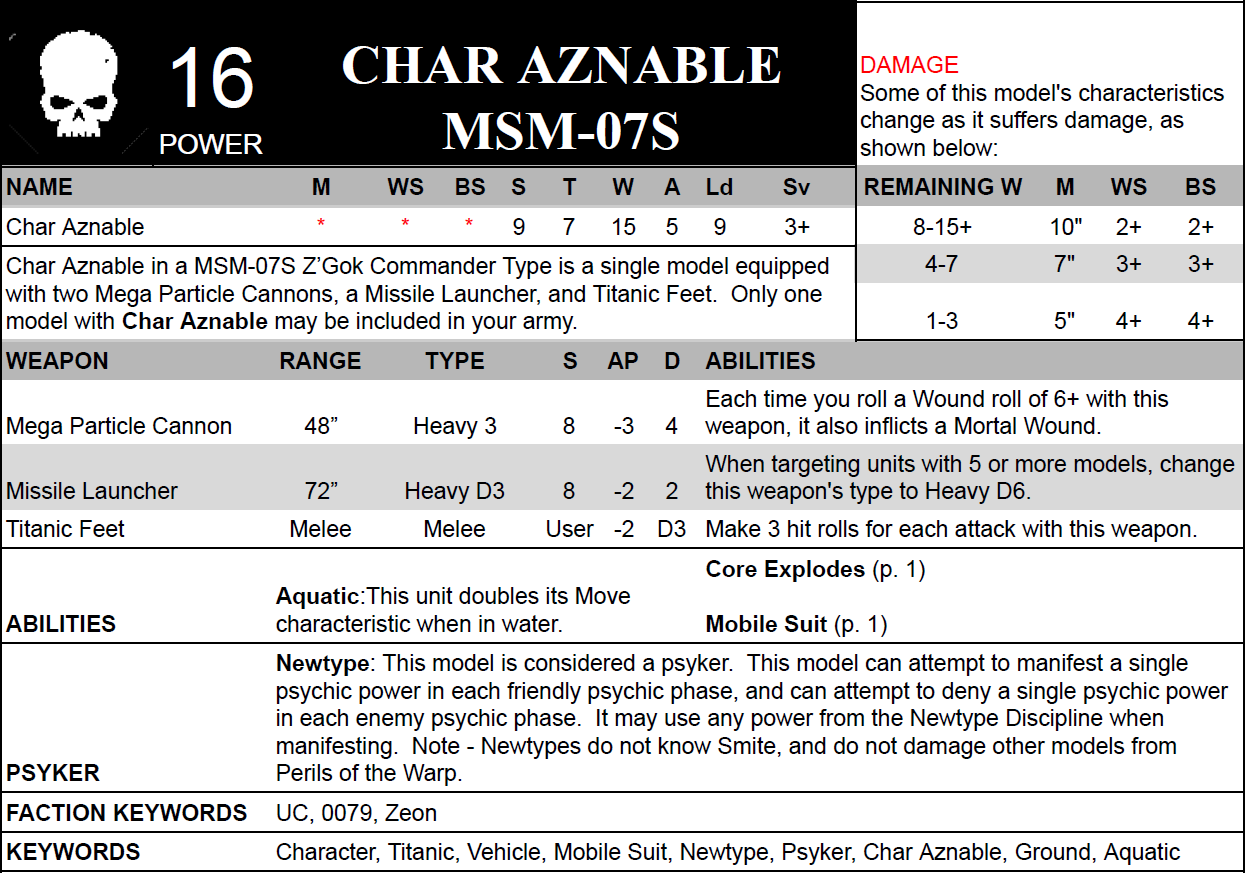 16
POWER
CHAR AZNABLE
MSM-07S
DAMAGE
Some of this model's characteristics
change as it suffers damage, as
shown below:
NAME M WS BS S T W A Ld Sv
Char Aznable * * * 9 7 15 5 9 3+
REMAINING W M WS BS
8-15+ 10" 2+ 2+
4-7 7" 3+ 3+
1-3 5" 4+ 4+
Char Aznable in a MSM-07S Z’Gok Commander Type is a single model equipped
with two Mega Particle Cannons, a Missile Launcher, and Titanic Feet. Only one
model with Char Aznable may be included in your army.
WEAPON RANGE TYPE S AP D ABILITIES
Mega Particle Cannon 48” Heavy 3 8 -3 4 Each time you roll a Wound roll of 6+ with this
weapon, it also inflicts a Mortal Wound.
Missile Launcher 72” Heavy D3 8 -2 2 When targeting units with 5 or more models, change
this weapon's type to Heavy D6.
Titanic Feet Melee Melee User -2 D3 Make 3 hit rolls for each attack with this weapon.
ABILITIES
Aquatic:This unit doubles its Move
characteristic when in water.
Core Explodes (p. 1)
Mobile Suit (p. 1)
PSYKER
Newtype: This model is considered a psyker. This model can attempt to manifest a single
psychic power in each friendly psychic phase, and can attempt to deny a single psychic power
in each enemy psychic phase. It may use any power from the Newtype Discipline when
manifesting. Note - Newtypes do not know Smite, and do not damage other models from
Perils of the Warp.
FACTION KEYWORDS UC, 0079, Zeon
KEYWORDS Character, Titanic, Vehicle, Mobile Suit, Newtype, Psyker, Char Aznable, Ground, Aquatic